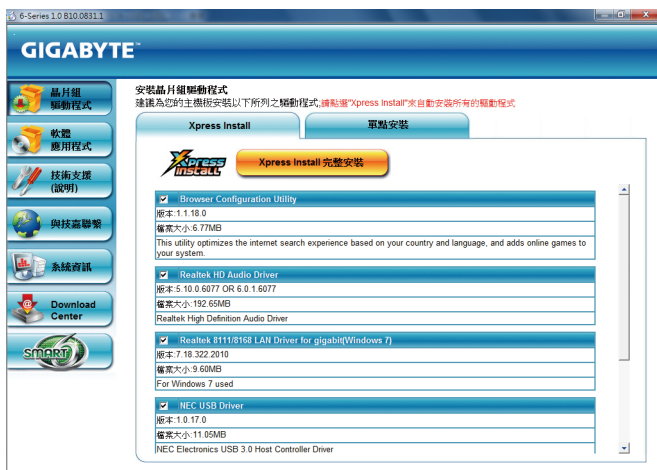 6-Series 1.0 B10.0831.1
GIGABYTE™
晶片組
驅動程式
軟體
應用程式
技術支援
(說明)
與技嘉聯繫
系統資訊
Download
Center
SMART
安裝晶片組驅動程式
建議為您的主機板安裝以下所列之驅動程式;請點選"Xpress Install"來自動安裝所有的驅動程式
Xpress Install
單點安裝
Xpress
install
Xpress Install 完整安裝
Browser Configuration Utility
版本:1.1.18.0
檔案大小:6.77MB
This utility optimizes the internet search experience based on your country and language, and adds online games to
your system.
Realtek HD Audio Driver
版本:5.10.0.6077 OR 6.0.1.6077
檔案大小:192.65MB
Realtek High Definition Audio Driver
Realtek 8111/8168 LAN Driver for gigabit(Windows 7)
版本:7.18.322.2010
檔案大小:9.60MB
For Windows 7 used
NEC USB Driver
版本:1.0.17.0
檔案大小:11.05MB
NEC Electronics USB 3.0 Host Controller Driver